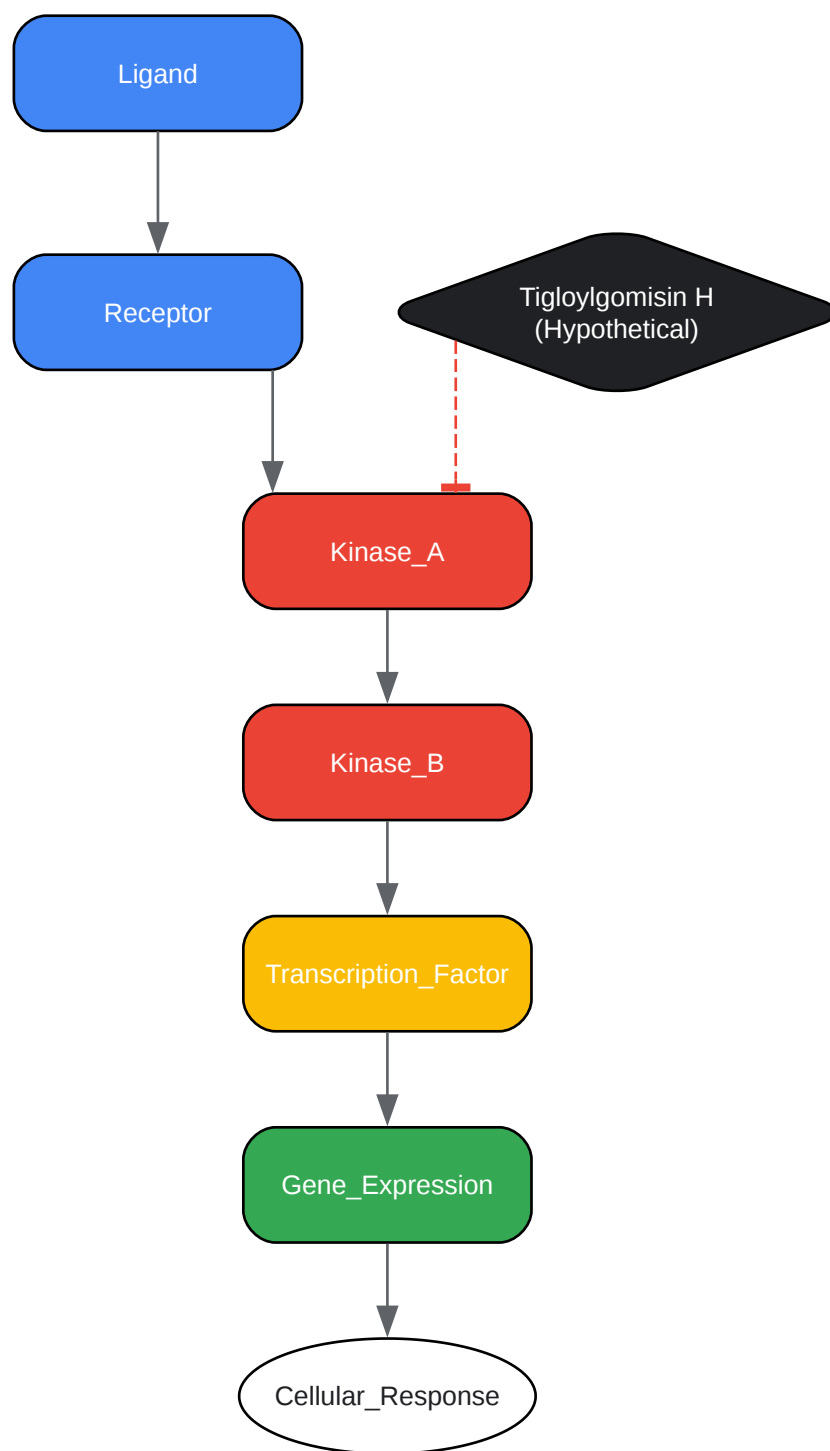 Ligand
Receptor
Tigloylgomisin H
(Hypothetical)
Kinase_A
Kinase_B
Transcription_Factor
Gene_Expression
Cellular_Response